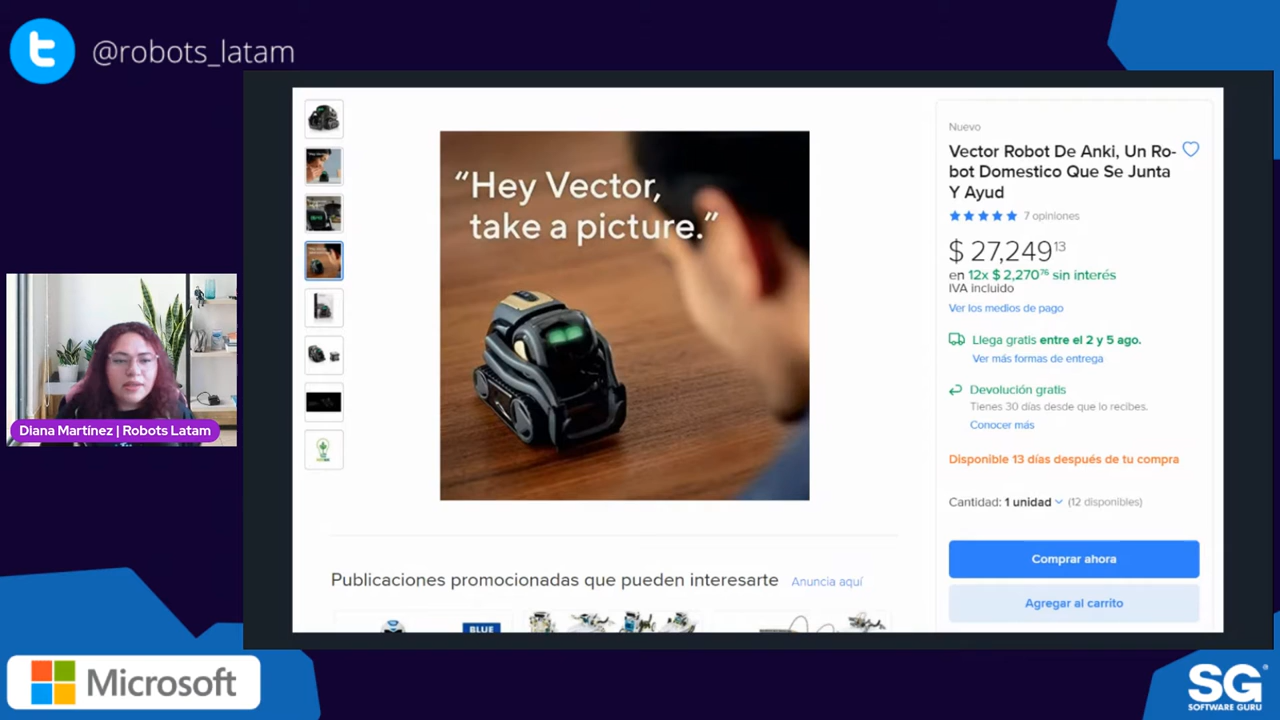 @robots_latam
"Hey Vector,
take a picture."
Nuevo
Vector Robot De Anki, Un Ro-
bot Domestico Que Se Junta
Y Ayud
7 opiniones
$ 27,249¹³
en 12x $ 2,270⁷⁶ sin interés
IVA incluido
Ver los medios de pago
Llega gratis entre el 2 y 5 ago.
Ver más formas de entrega
Devolución gratis
Tienes 30 días desde que lo recibes.
Conocer más
Disponible 13 días después de tu compra
Cantidad: 1 unidad (12 disponibles)
Comprar ahora
Agregar al carrito
Publicaciones promocionadas que pueden interesarte Anuncia aquí
BLUE
Diana Martínez | Robots Latam
Microsoft
SG
SOFTWARE GURU